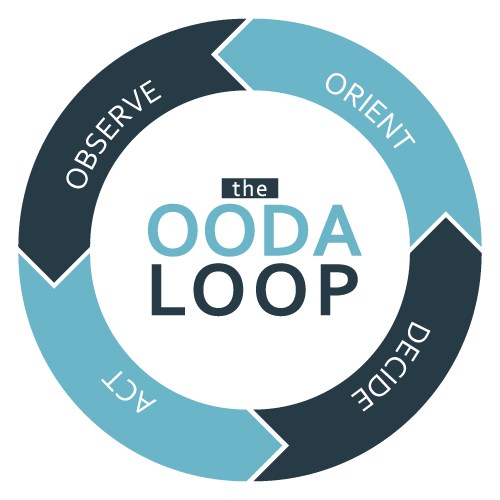 OBSERVE
ORIENT
the
OODA
LOOP
DECIDE
ACT